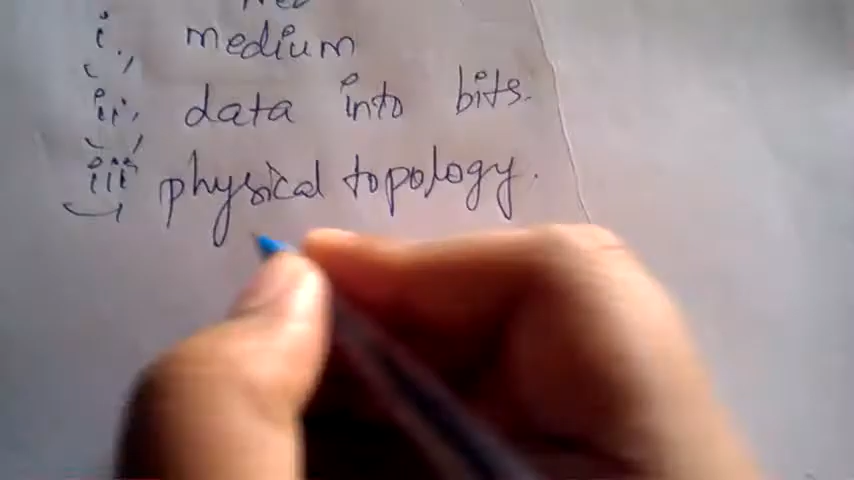 i. medium
ii. data into bits.
iii physical topology.